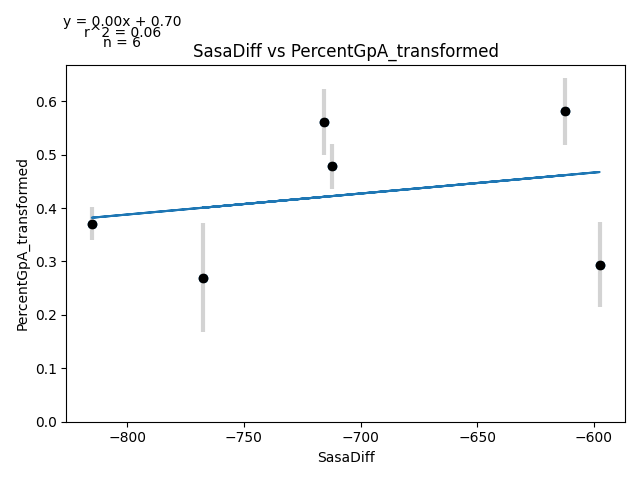 y = 0.00x + 0.70
r^2 = 0.06
n = 6
SasaDiff vs PercentGpA_transformed
PercentGpA_transformed
0.6
0.5
0.4
0.3
0.2
0.1
0.0
−800
−750
−700
−650
−600
SasaDiff